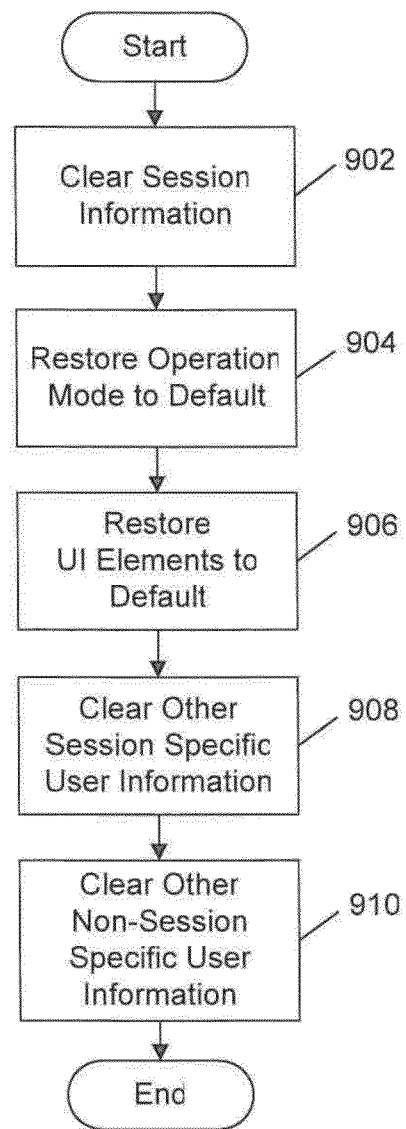 Start
Clear Session
Information
902
Restore Operation
Mode to Default
904
Restore
UI Elements to
Default
906
Clear Other
Session Specific
User Information
908
Clear Other
Non-Session
Specific User
Information
910
End